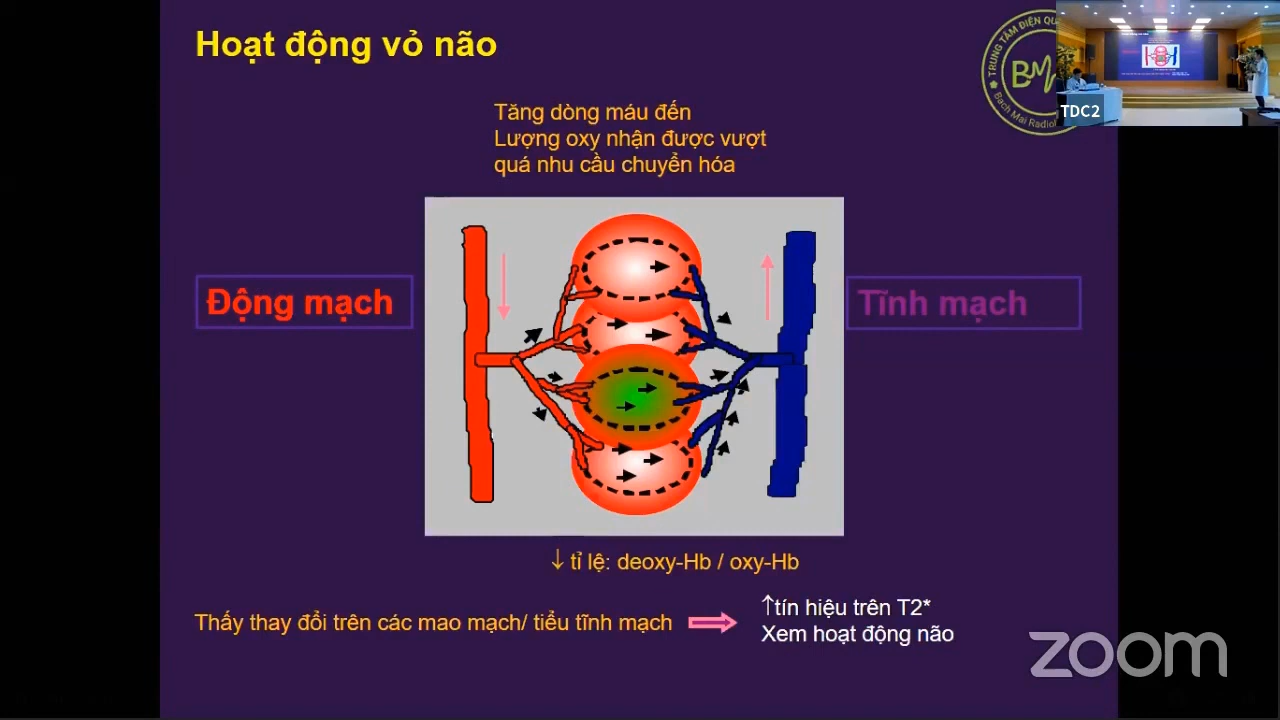 Hoạt động vỏ não
TRUNG TÂM ĐIỆN QU
BM
Bach Mai Radiol
TDC2
Tăng dòng máu đến
Lượng oxy nhận được vượt
quá nhu cầu chuyển hóa
Động mạch
Tĩnh mạch
↓ tỉ lệ: deoxy-Hb / oxy-Hb
Thấy thay đổi trên các mao mạch/ tiểu tĩnh mạch
↑tín hiệu trên T2*
Xem hoạt động não
zoom